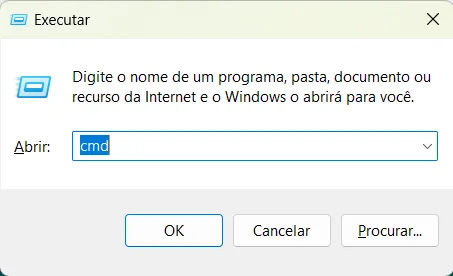 Executar
Digite o nome de um programa, pasta, documento ou
recurso da Internet e o Windows o abrirá para você.
Abrir: cmd
OK Cancelar Procurar...